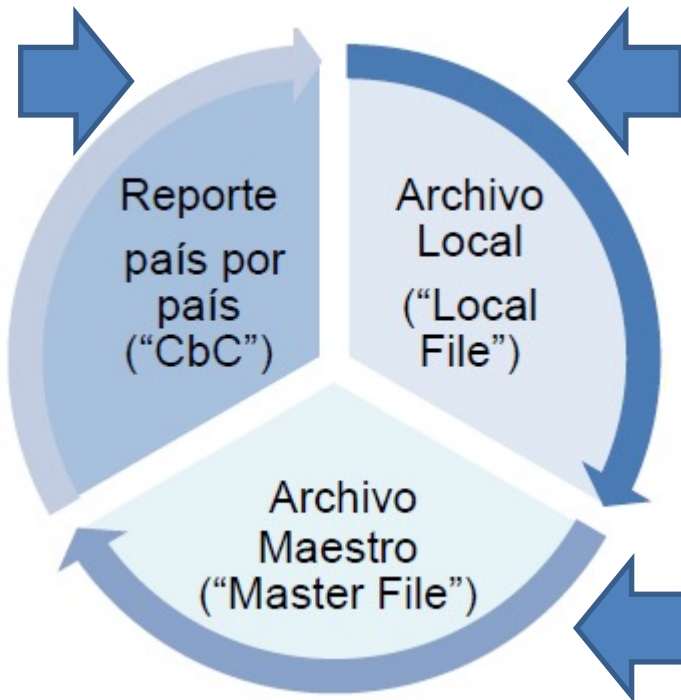 Reporte
país por
país
(“CbC”)
Archivo
Local
(“Local
File”)
Archivo
Maestro
(“Master File”)